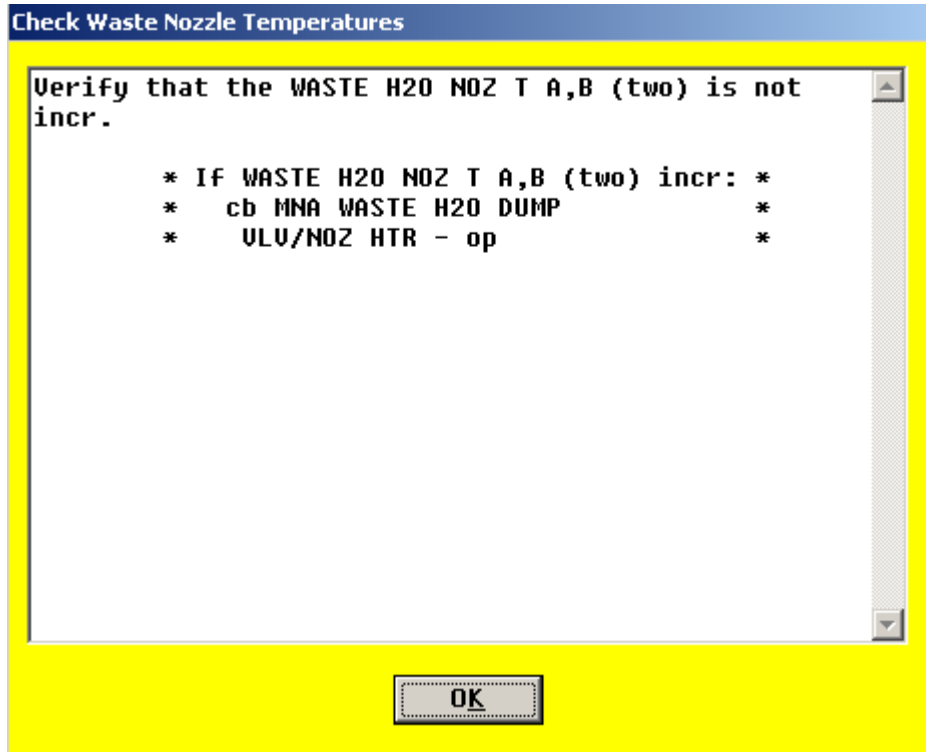 Check Waste Nozzle Temperatures
Verify that the WASTE H2O NOZ T A,B (two) is not
incr.
* If WASTE H2O NOZ T A,B (two) incr: *
* cb MNA WASTE H2O DUMP *
* VLV/NOZ HTR - op *
OK